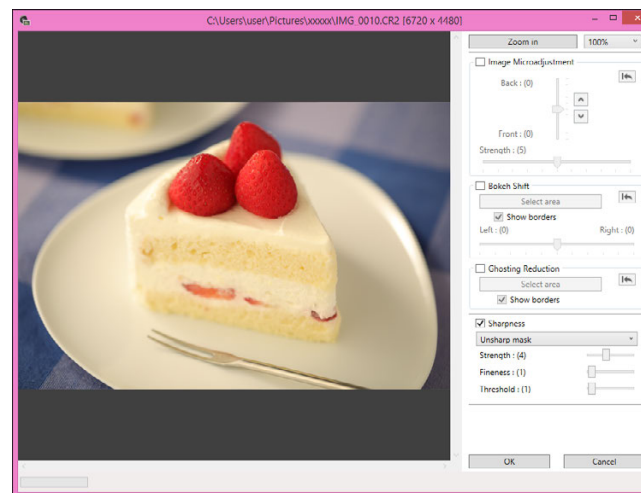 C:\Users\user\Pictures\xxxxx\IMG_0010.CR2 [6720 x 4480]
Zoom in
100%
Image Microadjustment
Back : (0)
Front : (0)
Strength : (5)
Bokeh Shift
Select area
Show borders
Left : (0) Right : (0)
Ghosting Reduction
Select area
Show borders
Sharpness
Unsharp mask
Strength : (4)
Fineness : (1)
Threshold : (1)
OK Cancel